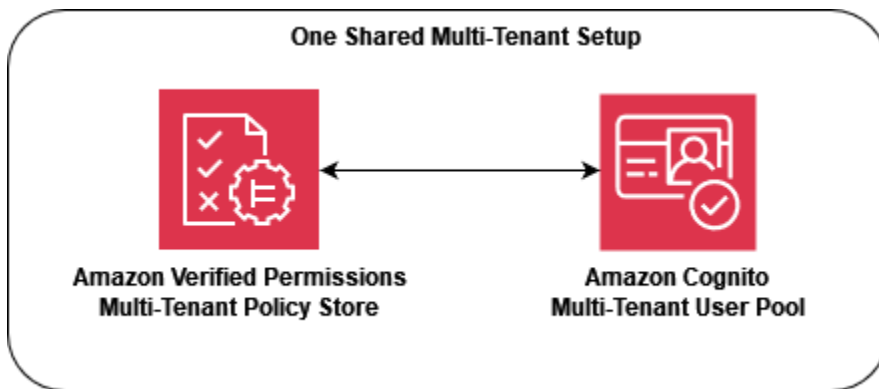 One Shared Multi-Tenant Setup
Amazon Verified Permissions
Multi-Tenant Policy Store
Amazon Cognito
Multi-Tenant User Pool